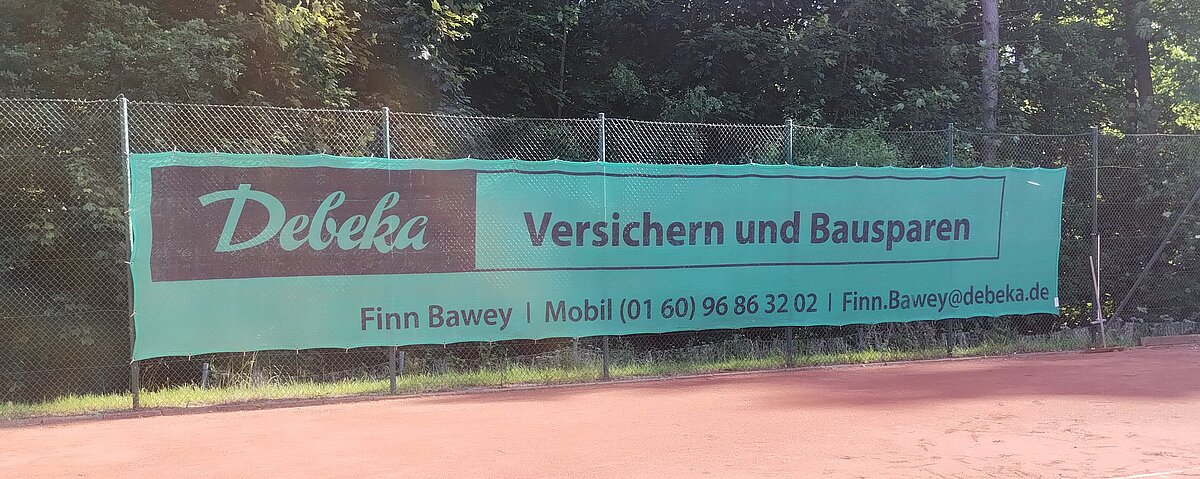 Debeka
Versichern und Bausparen
Finn Bawey | Mobil (01 60) 96 86 32 02 | Finn.Bawey@debeka.de